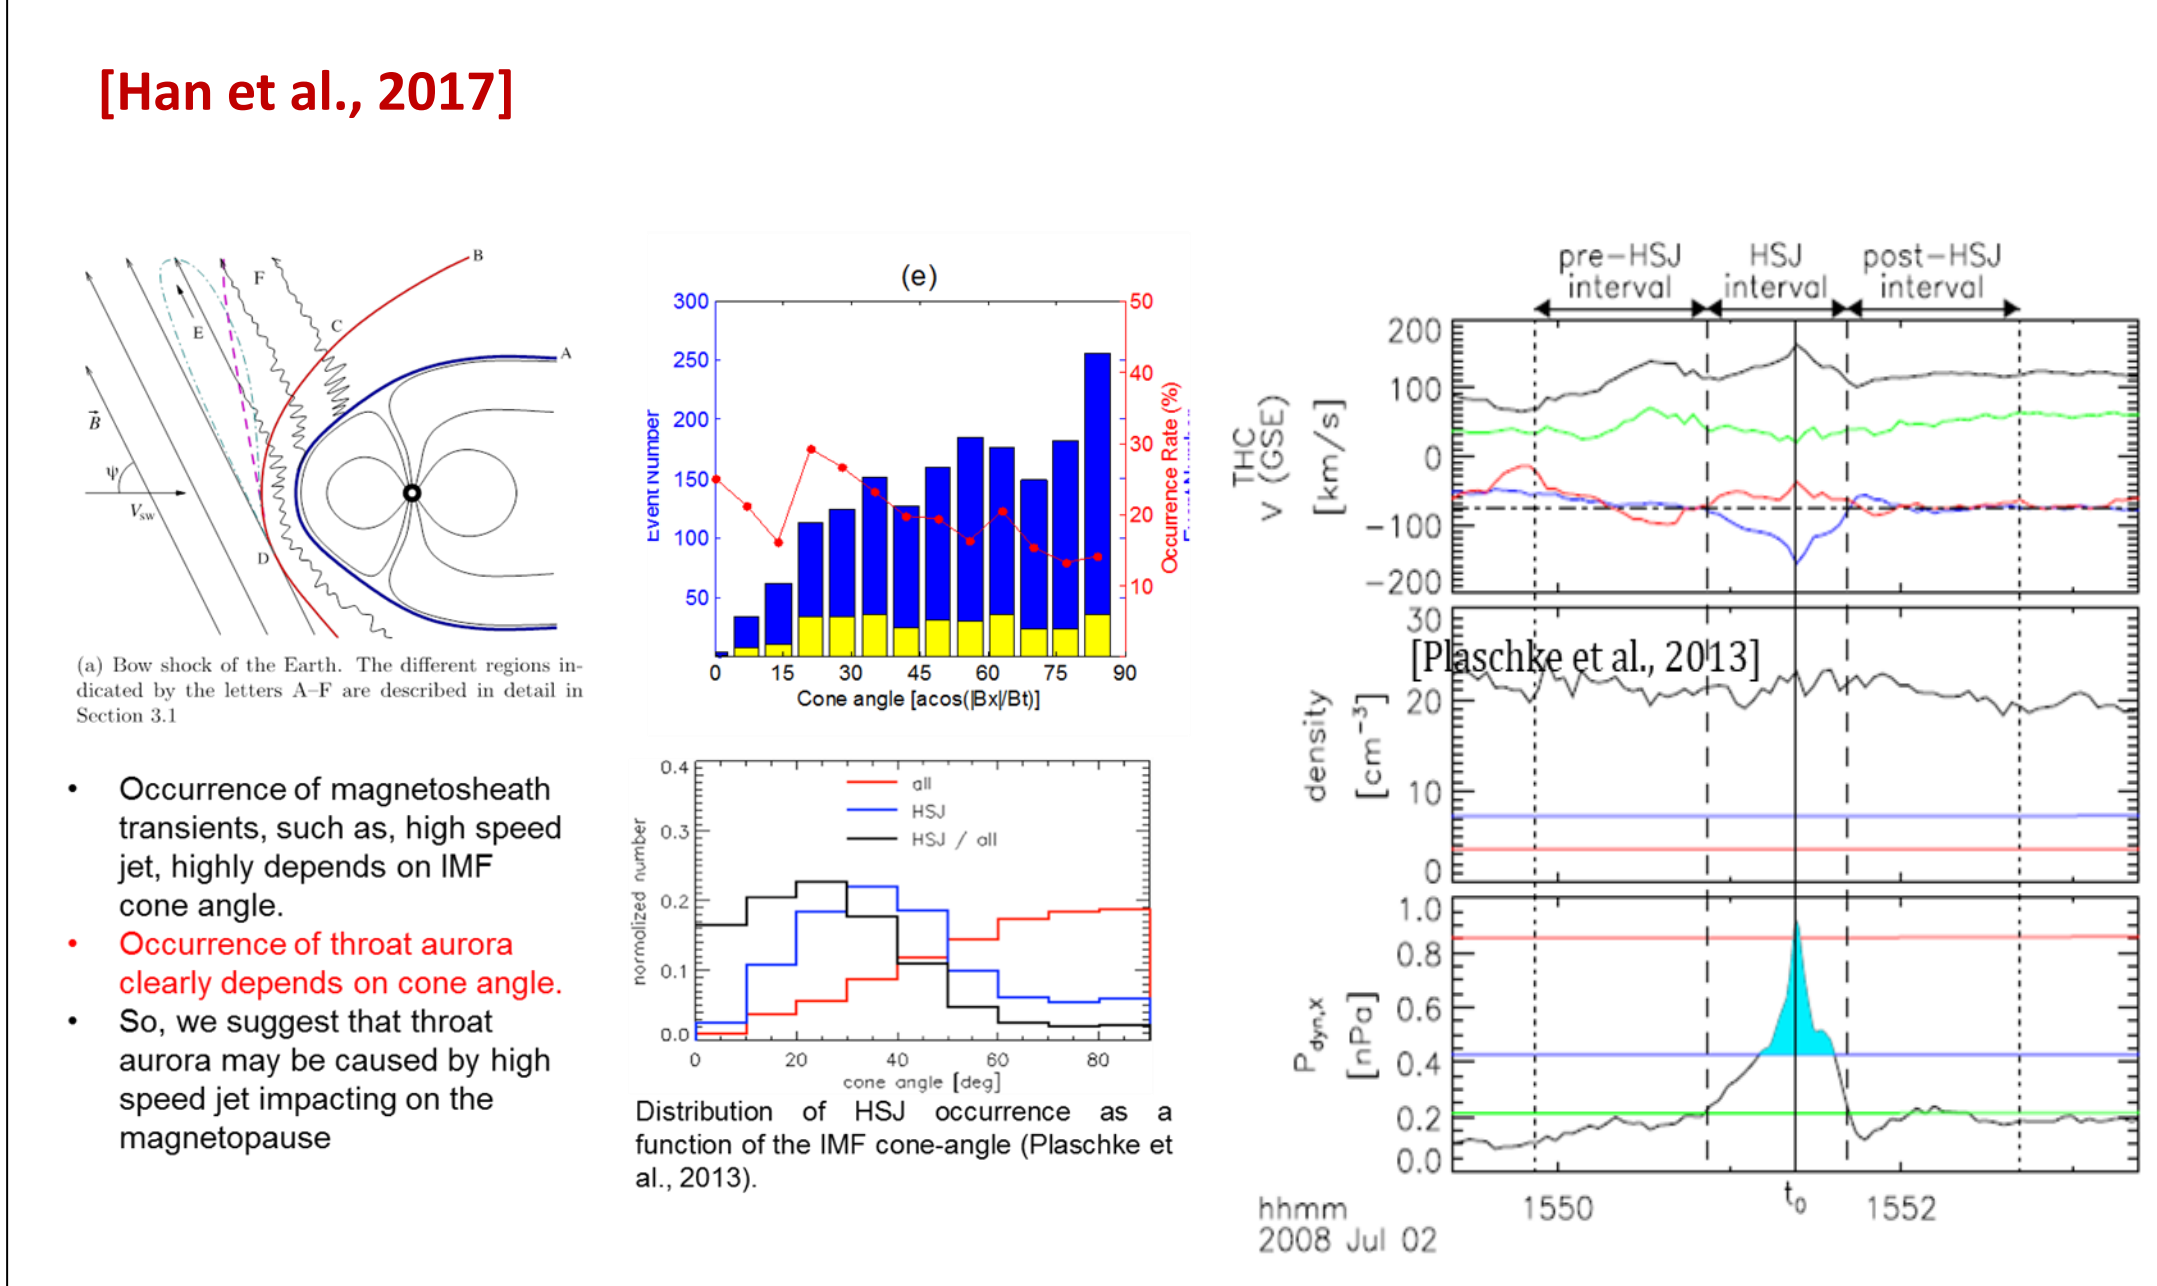 [Han et al., 2017]
B
F
C
E
A
B
ψ
Vsw
D
(a) Bow shock of the Earth. The different regions in-
dicated by the letters A–F are described in detail in
Section 3.1
• Occurrence of magnetosheath
transients, such as, high speed
jet, highly depends on IMF
cone angle.
• Occurrence of throat aurora
clearly depends on cone angle.
• So, we suggest that throat
aurora may be caused by high
speed jet impacting on the
magnetopause
(e)
300
250
200
150
100
50
Event Number
50
40
30
20
10
Occurrence Rate (%)
0 15 30 45 60 75 90
Cone angle [acos(|Bx|/Bt)]
0.4
0.3
0.2
0.1
0.0
normalized number
all
HSJ
HSJ / all
0 20 40 60 80
cone angle [deg]
Distribution of HSJ occurrence as a
function of the IMF cone-angle (Plaschke et
al., 2013).
pre-HSJ HSJ post-HSJ
interval interval interval
200
100
0
-100
-200
THC
V (GSE)
[km/s]
30
20
10
0
density
[cm-3]
[Plaschke et al., 2013]
1.0
0.8
0.6
0.4
0.2
0.0
Pdyn,x
[nPa]
hhmm 1550 t0 1552
2008 Jul 02